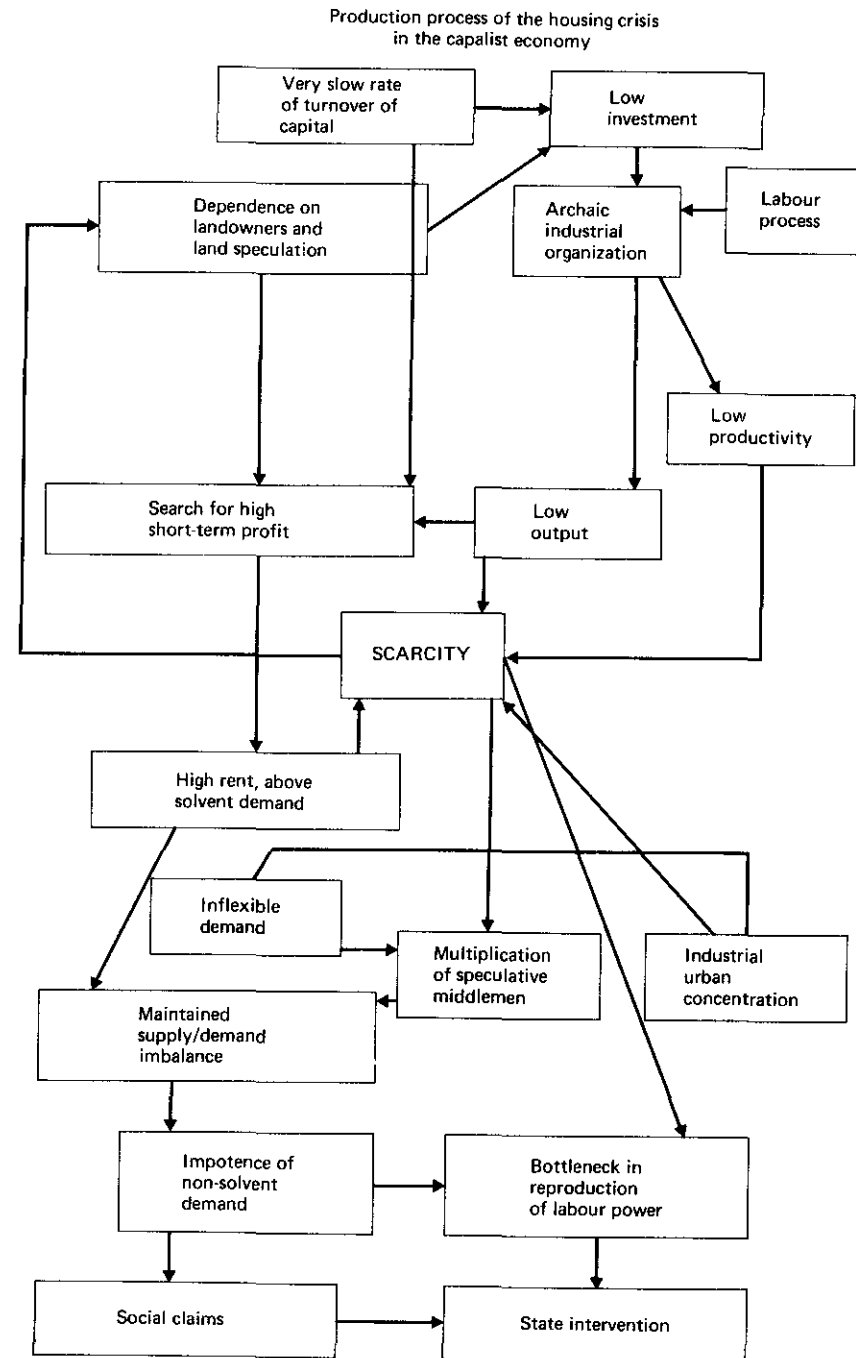 Production process of the housing crisis
in the capalist economy
Very slow rate
of turnover of
capital
Low
investment
Dependence on
landowners and
land speculation
Archaic
industrial
organization
Labour
process
Low
productivity
Search for high
short-term profit
Low
output
SCARCITY
High rent, above
solvent demand
Inflexible
demand
Multiplication
of speculative
middlemen
Industrial
urban
concentration
Maintained
supply/demand
imbalance
Impotence of
non-solvent
demand
Bottleneck in
reproduction
of labour power
Social claims
State intervention